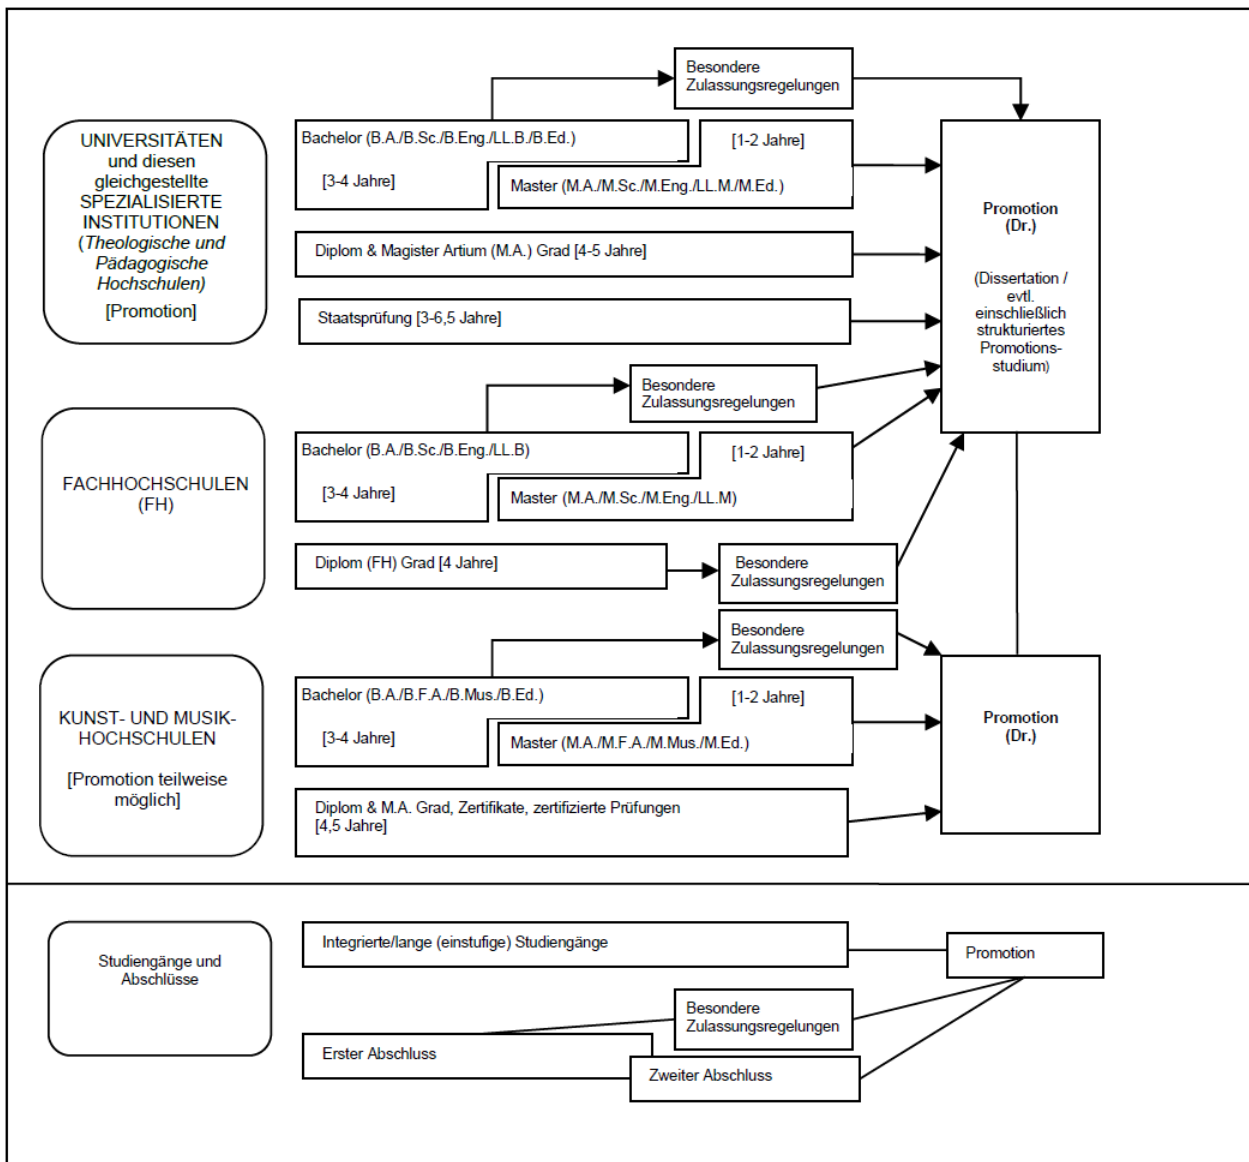 Besondere
Zulassungsregelungen
UNIVERSITÄTEN
und diesen
gleichgestellte
SPEZIALISIERTE
INSTITUTIONEN
(Theologische und
Pädagogische
Hochschulen)
[Promotion]
Bachelor (B.A./B.Sc./B.Eng./LL.B./B.Ed.)
[1-2 Jahre]
[3-4 Jahre]
Master (M.A./M.Sc./M.Eng./LL.M./M.Ed.)
Diplom & Magister Artium (M.A.) Grad [4-5 Jahre]
Staatsprüfung [3-6,5 Jahre]
Promotion
(Dr.)
(Dissertation /
evtl.
einschließlich
strukturiertes
Promotions-
studium)
Besondere
Zulassungsregelungen
FACHHOCHSCHULEN
(FH)
Bachelor (B.A./B.Sc./B.Eng./LL.B)
[1-2 Jahre]
[3-4 Jahre]
Master (M.A./M.Sc./M.Eng./LL.M)
Diplom (FH) Grad [4 Jahre]
Besondere
Zulassungsregelungen
Besondere
Zulassungsregelungen
KUNST- UND MUSIK-
HOCHSCHULEN
[Promotion teilweise
möglich]
Bachelor (B.A./B.F.A./B.Mus./B.Ed.)
[1-2 Jahre]
[3-4 Jahre]
Master (M.A./M.F.A./M.Mus./M.Ed.)
Diplom & M.A. Grad, Zertifikate, zertifizierte Prüfungen
[4,5 Jahre]
Promotion
(Dr.)
Studiengänge und
Abschlüsse
Integrierte/lange (einstufige) Studiengänge
Promotion
Besondere
Zulassungsregelungen
Erster Abschluss
Zweiter Abschluss